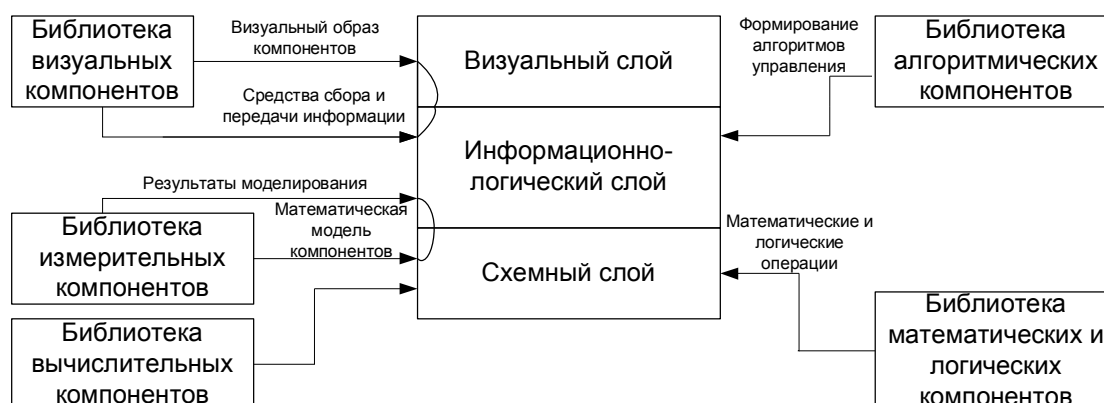 Библиотека
визуальных
компонентов
Визуальный образ
компонентов
Средства сбора и
передачи информации
Визуальный слой
Формирование
алгоритмов
управления
Библиотека
алгоритмических
компонентов
Информационно-
логический слой
Результаты моделирования
Математическая
модель
компонентов
Библиотека
измерительных
компонентов
Схемный слой
Математические и
логические
операции
Библиотека
вычислительных
компонентов
Библиотека
математических и
логических
компонентов